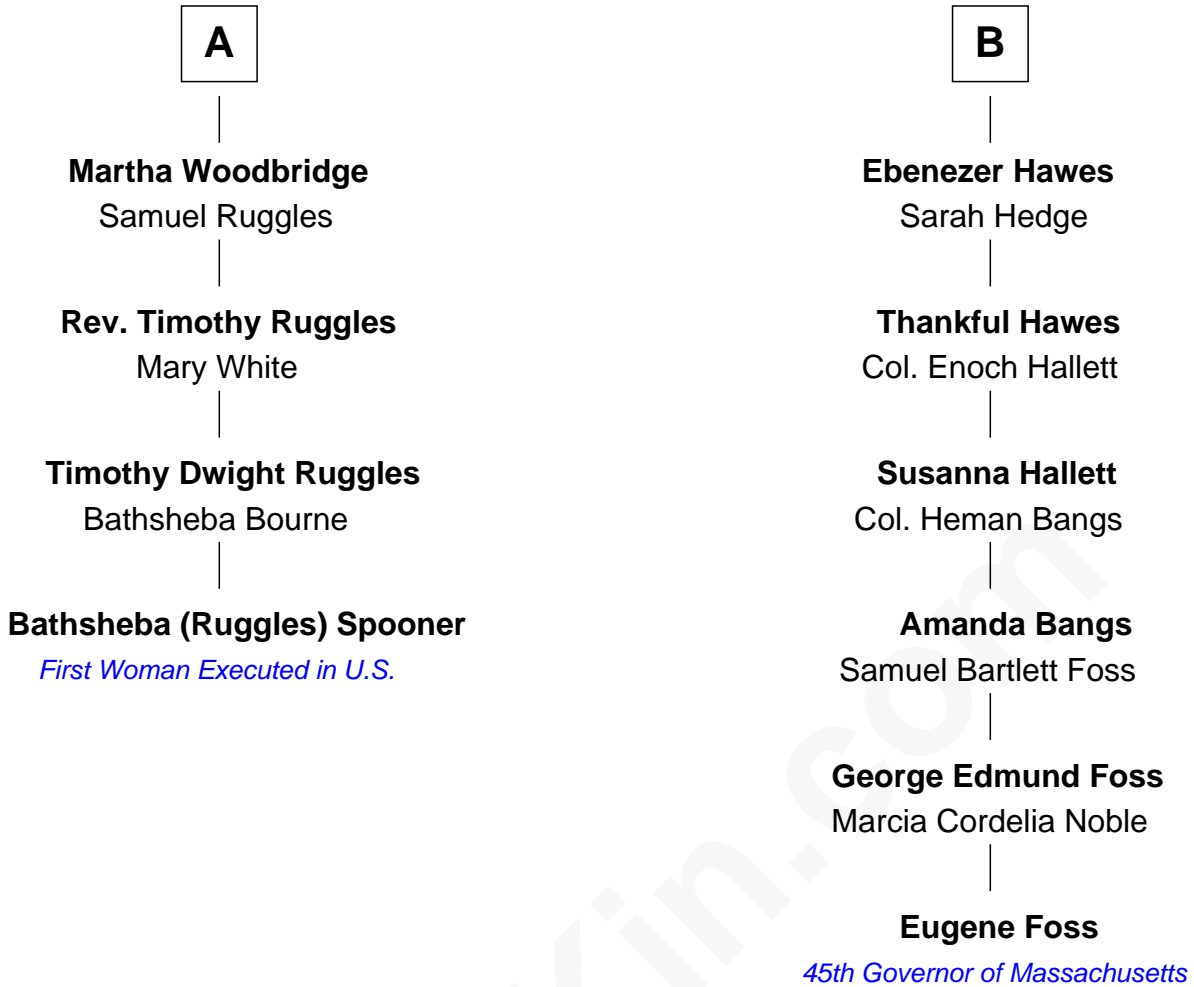 A
Martha Woodbridge
Samuel Ruggles
Rev. Timothy Ruggles
Mary White
Timothy Dwight Ruggles
Bathsheba Bourne
Bathsheba (Ruggles) Spooner
First Woman Executed in U.S.
B
Ebenezer Hawes
Sarah Hedge
Thankful Hawes
Col. Enoch Hallett
Susanna Hallett
Col. Heman Bangs
Amanda Bangs
Samuel Bartlett Foss
George Edmund Foss
Marcia Cordelia Noble
Eugene Foss
45th Governor of Massachusetts
Kin.com